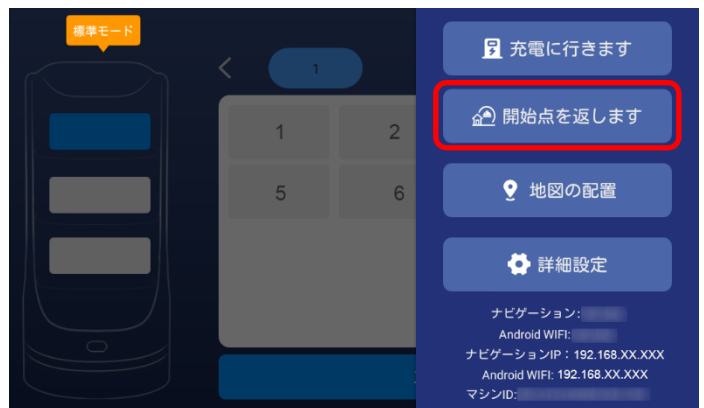 標準モード
1
1 2
5 6
充電に行きます
開始点を返します
地図の配置
詳細設定
ナビゲーション:
Android WIFI:
ナビゲーションIP：192.168.XX.XXX
Android WIFI: 192.168.XX.XXX
マシンID: